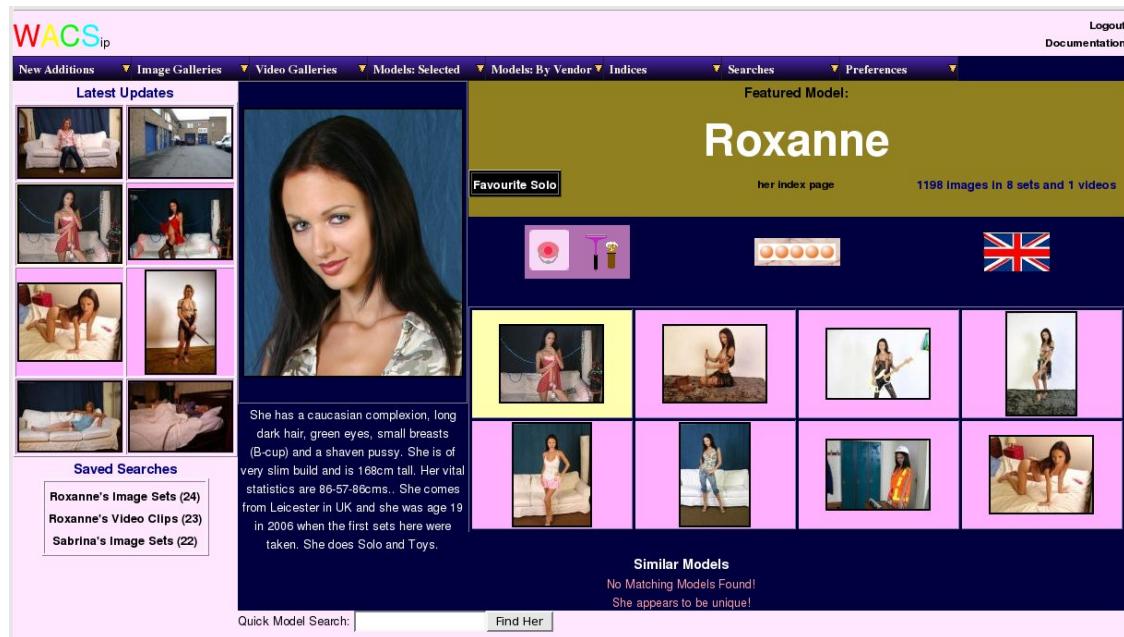 WACSip
Logout
Documentation
New Additions Image Galleries Video Galleries Models: Selected Models: By Vendor Indices Searches Preferences
Latest Updates
Saved Searches
Roxanne's Image Sets (24)
Roxanne's Video Clips (23)
Sabrina's Image Sets (22)
She has a caucasian complexion, long
dark hair, green eyes, small breasts
(B-cup) and a shaven pussy. She is of
very slim build and is 168cm tall. Her vital
statistics are 86-57-86cms.. She comes
from Leicester in UK and she was age 19
in 2006 when the first sets here were
taken. She does Solo and Toys.
Featured Model:
Roxanne
Favourite Solo
her index page
1198 images in 8 sets and 1 videos
Similar Models
No Matching Models Found!
She appears to be unique!
Quick Model Search: Find Her